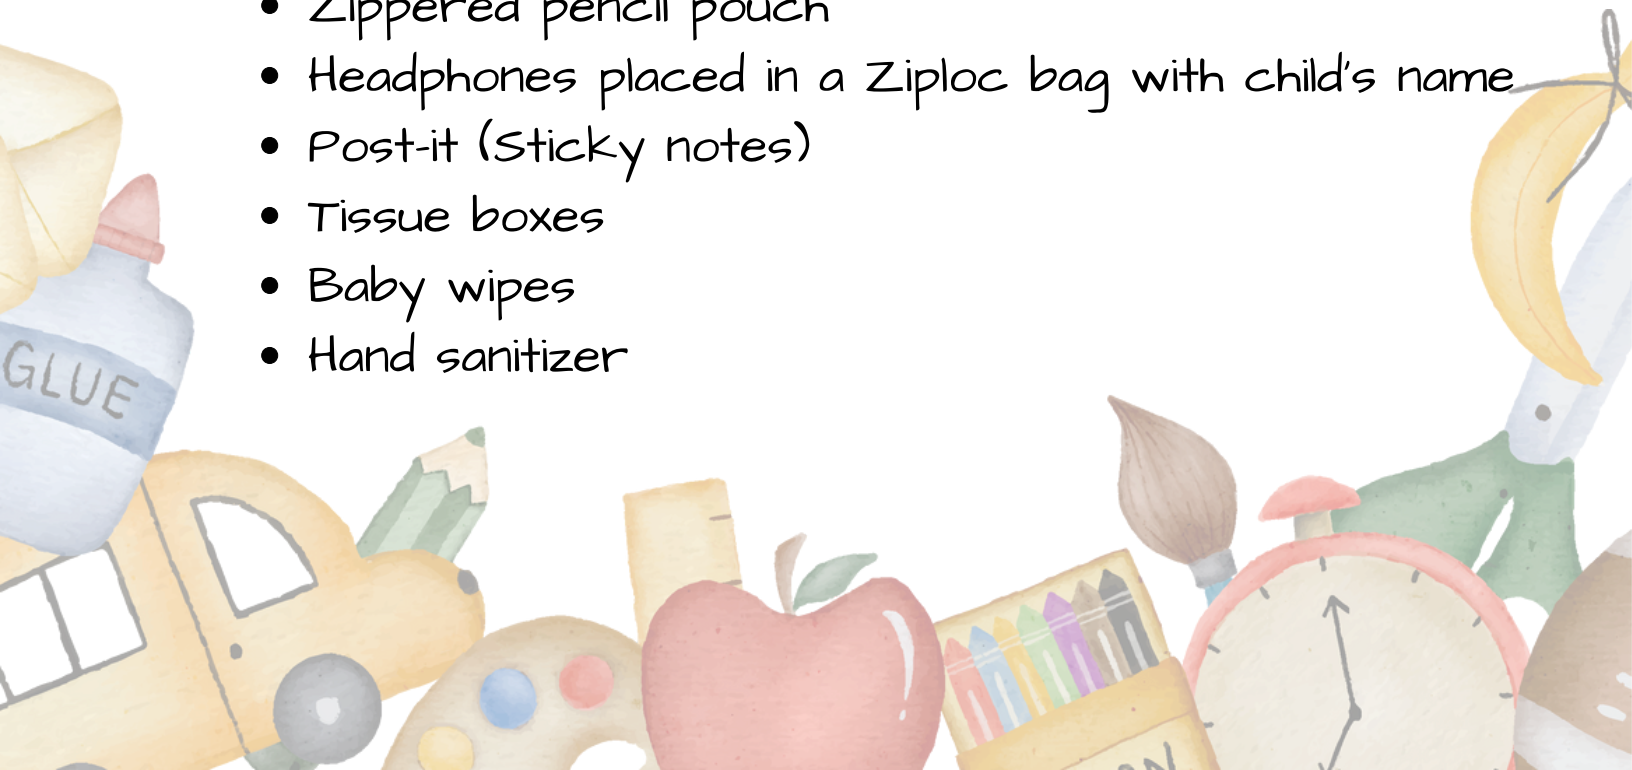 • Zippered pencil pouch
• Headphones placed in a Ziploc bag with child's name
• Post-it (Sticky notes)
• Tissue boxes
• Baby wipes
• Hand sanitizer
GLUE